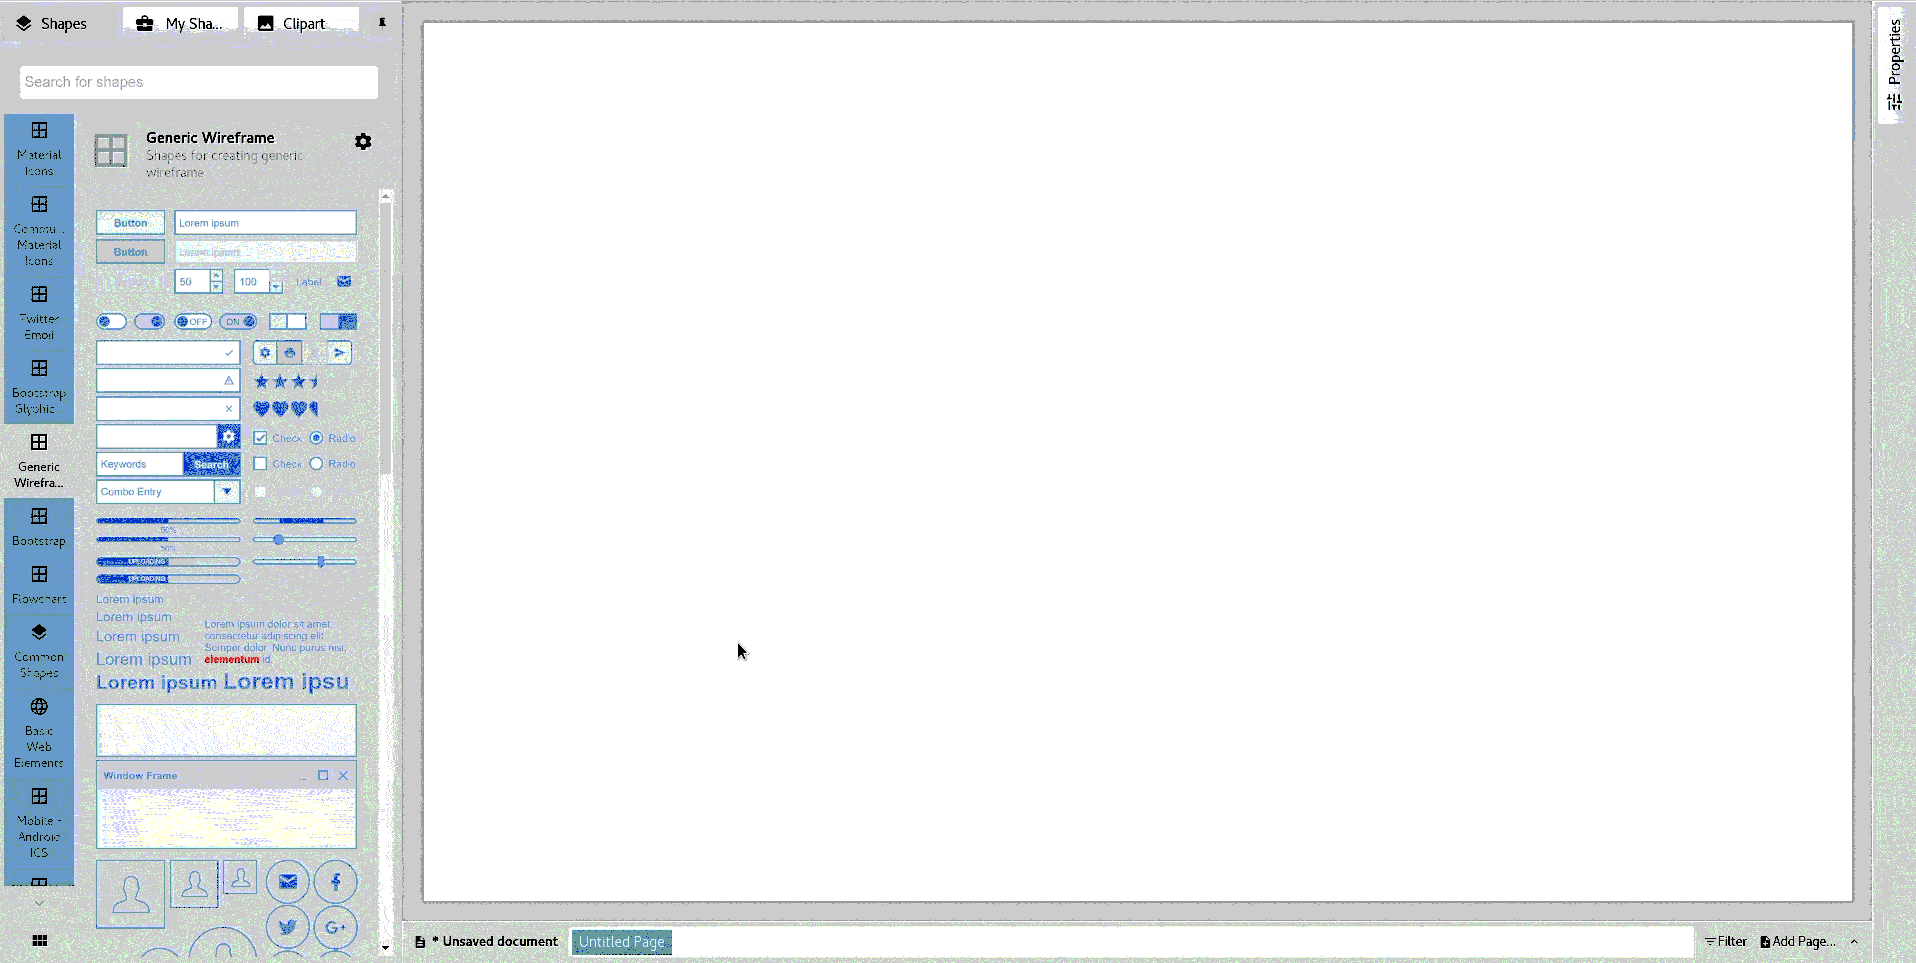 Shapes
My Sha...
Clipart
Search for shapes
Material
Icons
Commu...
Material
Icons
Twitter
Emoji
Bootstrap
Glyphic...
Generic
Wirefra...
Bootstrap
Flowchart
Common
Shapes
Basic
Web
Elements
Mobile -
Android
ICS
Generic Wireframe
Shapes for creating generic
wireframe
Button
Lorem ipsum
Button
Lorem ipsum
50
100
Label
OFF
ON
Check
Radio
Keywords
Search
Check
Radio
Combo Entry
50%
50%
UPLOADING
UPLOADING
Lorem ipsum
Lorem ipsum
Lorem ipsum
Lorem ipsum
Lorem ipsum dolor sit amet,
consectetur adipiscing elit
Semper dolor. Nunc purus nisi,
elementum id
Lorem ipsum
Lorem ipsu
Window Frame
G+
* Unsaved document
Untitled Page
Filter
Add Page...
Properties